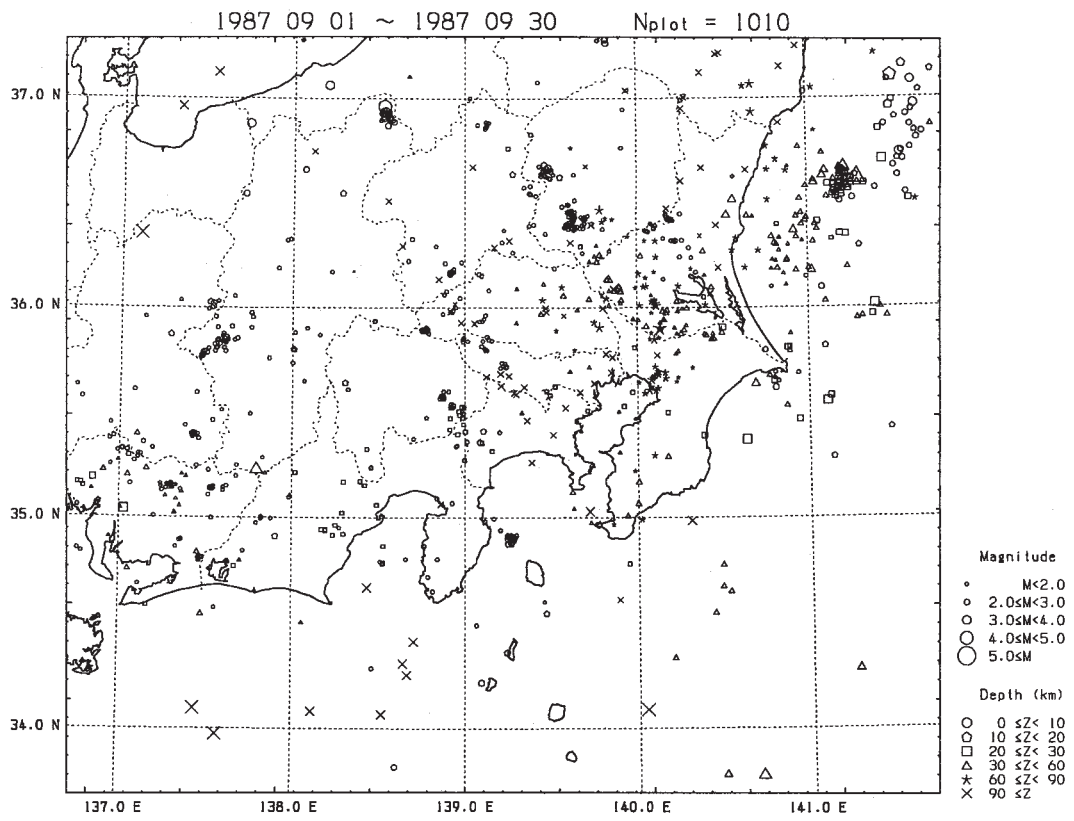 1987 09 01 ~ 1987 09 30 Nplot = 1010
37.0 N
36.0 N
35.0 N
34.0 N
137.0 E 138.0 E 139.0 E 140.0 E 141.0 E
Magnitude
M<2.0
2.0≤M<3.0
3.0≤M<4.0
4.0≤M<5.0
5.0≤M
Depth (km)
0 ≤Z< 10
10 ≤Z< 20
20 ≤Z< 30
30 ≤Z< 60
60 ≤Z< 90
90 ≤Z